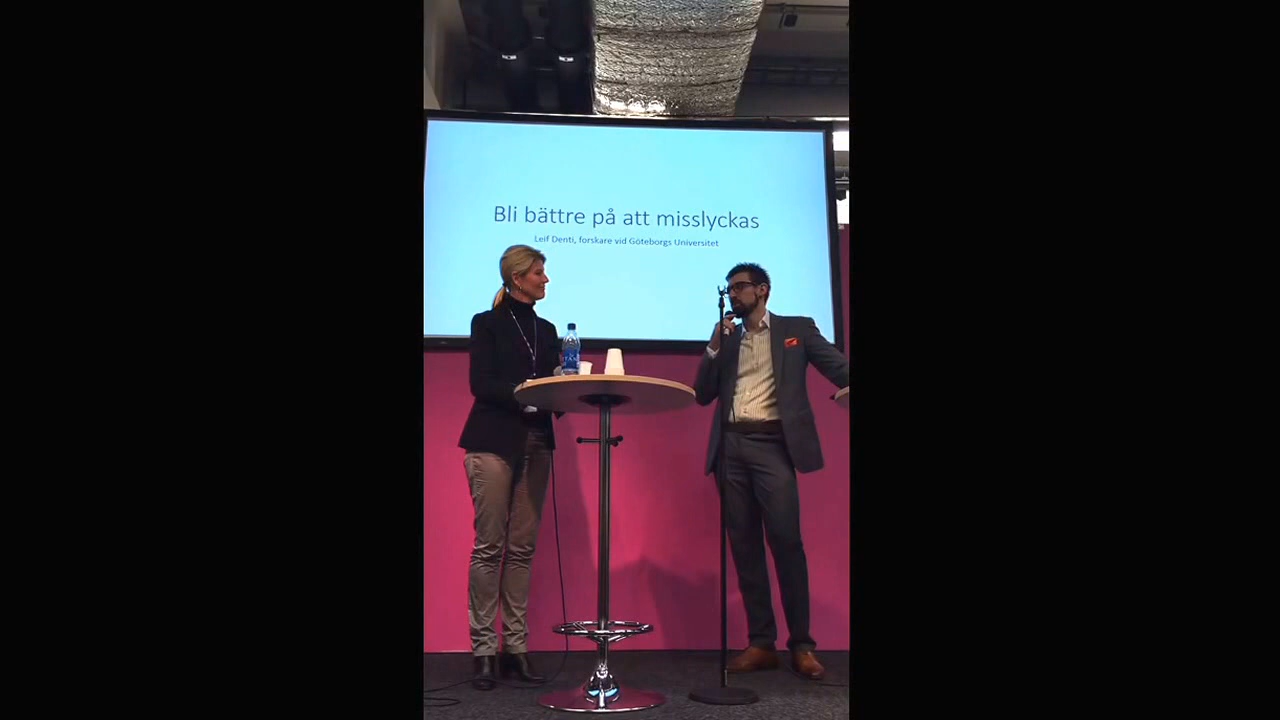 Bli bättre på att misslyckas
Leif Denti, forskare vid Göteborgs Universitet